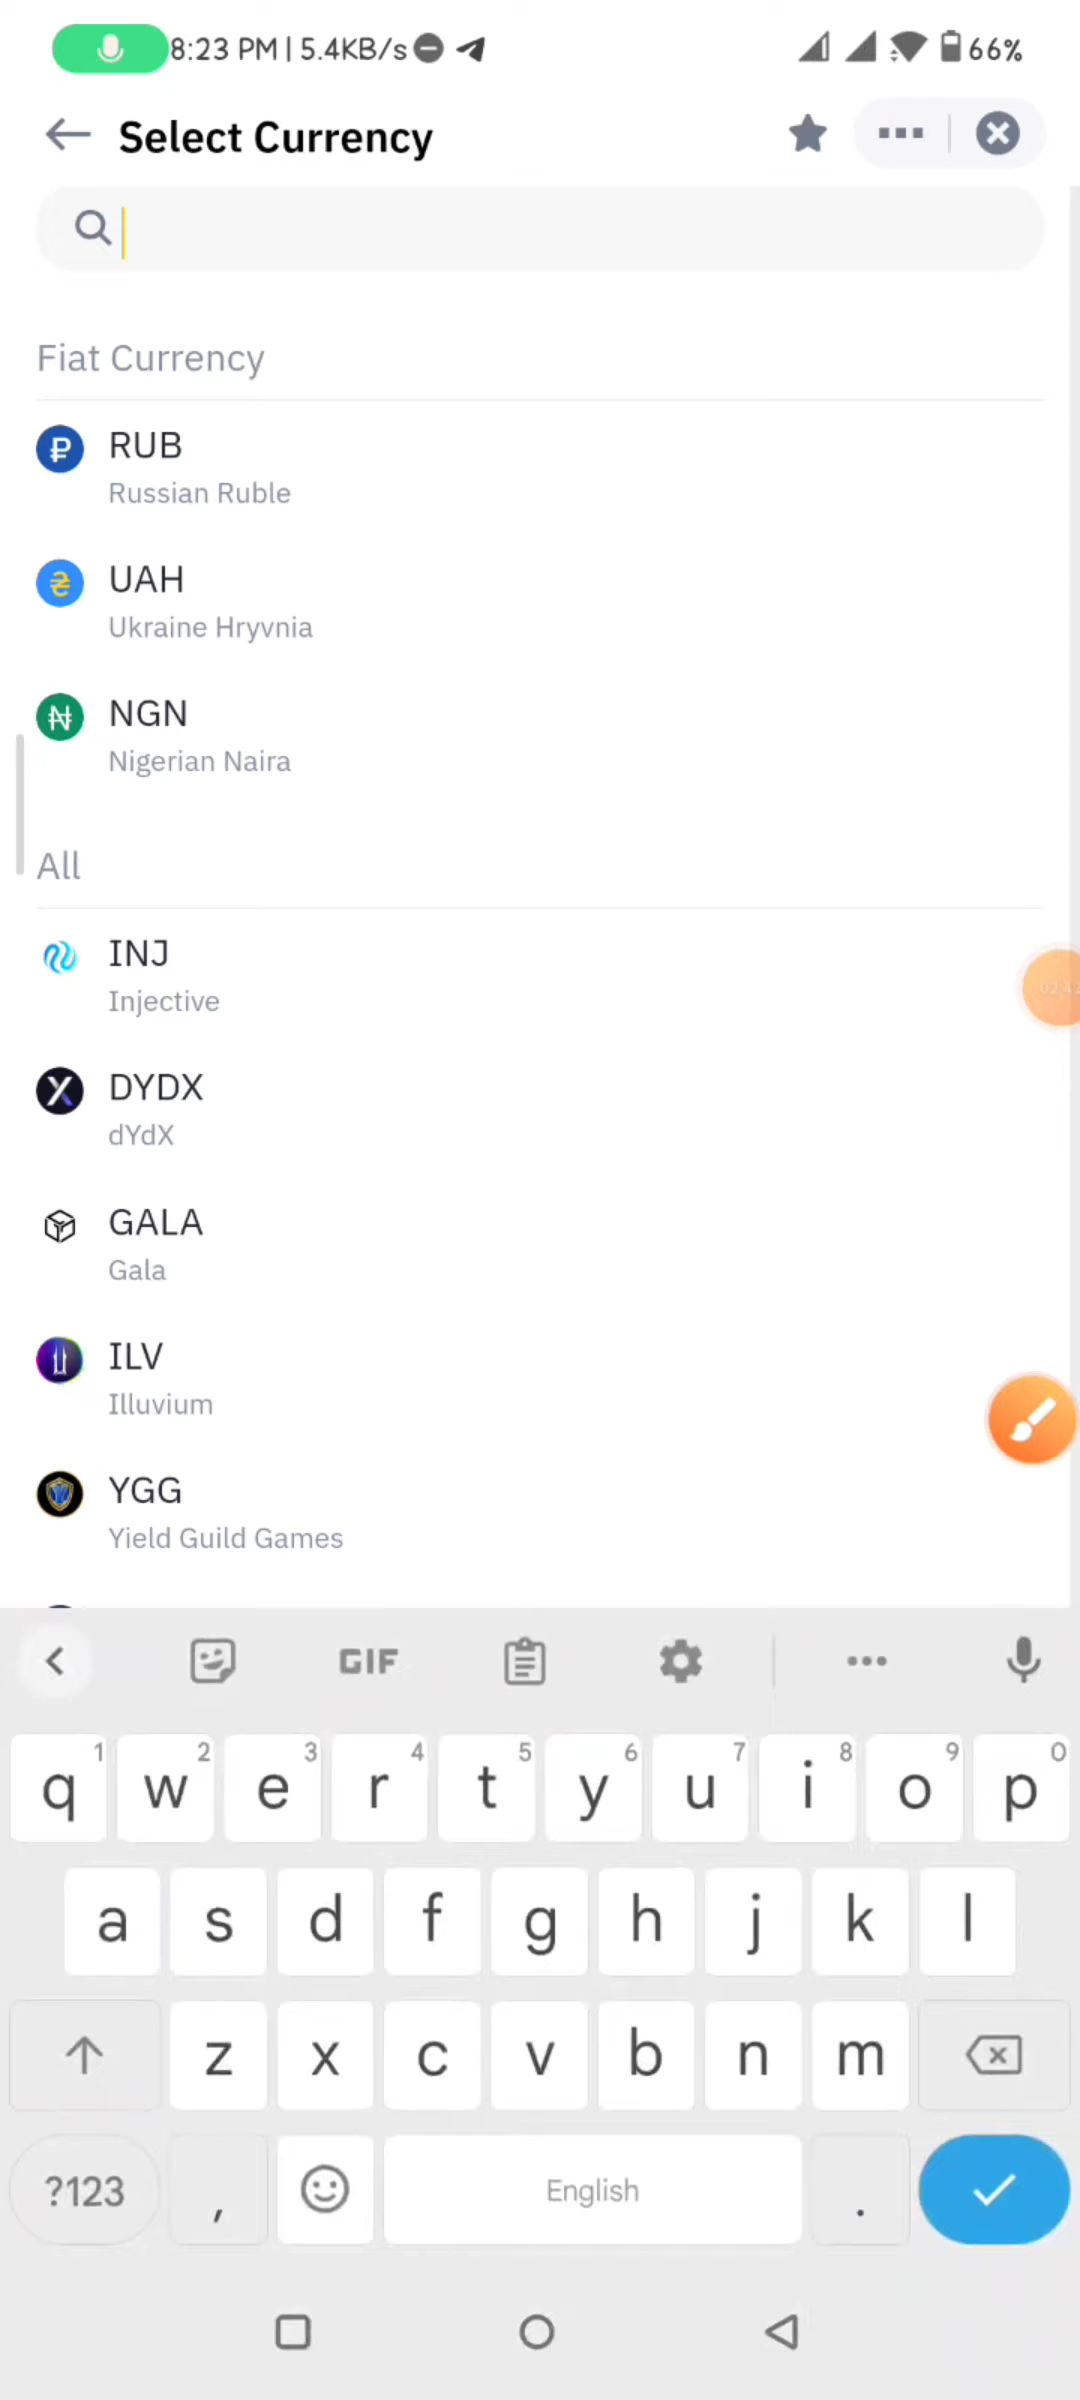 8:23 PM | 5.4KB/s 66%
Select Currency
Fiat Currency
RUB
Russian Ruble
UAH
Ukraine Hryvnia
NGN
Nigerian Naira
All
INJ
Injective
DYDX
dYdX
GALA
Gala
ILV
Illuvium
YGG
Yield Guild Games
GIF
q 1 w 2 e 3 r 4 t 5 y 6 u 7 i 8 o 9 p 0
a s d f g h j k l
z x c v b n m
?123 , English .